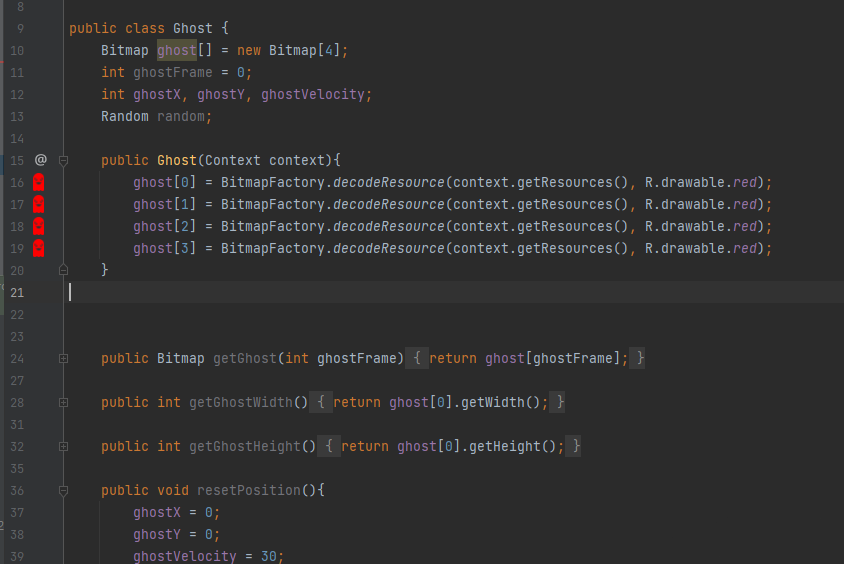 8
9 public class Ghost {
10 Bitmap ghost[] = new Bitmap[4];
11 int ghostFrame = 0;
12 int ghostX, ghostY, ghostVelocity;
13 Random random;
14
15 @ public Ghost(Context context){
16 ghost[0] = BitmapFactory.decodeResource(context.getResources(), R.drawable.red);
17 ghost[1] = BitmapFactory.decodeResource(context.getResources(), R.drawable.red);
18 ghost[2] = BitmapFactory.decodeResource(context.getResources(), R.drawable.red);
19 ghost[3] = BitmapFactory.decodeResource(context.getResources(), R.drawable.red);
20 }
21
22
23
24 public Bitmap getGhost(int ghostFrame) { return ghost[ghostFrame]; }
27
28 public int getGhostWidth() { return ghost[0].getWidth(); }
31
32 public int getGhostHeight() { return ghost[0].getHeight(); }
35
36 public void resetPosition(){
37 ghostX = 0;
38 ghostY = 0;
39 ghostVelocity = 30;